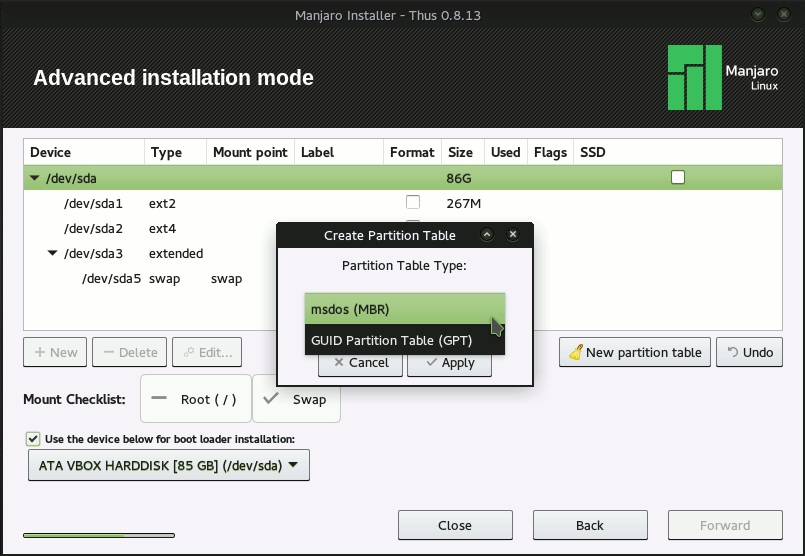 Manjaro Installer - Thus 0.8.13
Advanced installation mode
Manjaro
Linux
Device Type Mount point Label Format Size Used Flags SSD
/dev/sda 86G
/dev/sda1 ext2 267M
/dev/sda2 ext4
/dev/sda3 extended
/dev/sda5 swap swap
Create Partition Table
Partition Table Type:
msdos (MBR)
GUID Partition Table (GPT)
Cancel Apply
New Delete Edit... New partition table Undo
Mount Checklist: Root ( / ) Swap
Use the device below for boot loader installation:
ATA VBOX HARDDISK [85 GB] (/dev/sda)
Close Back Forward